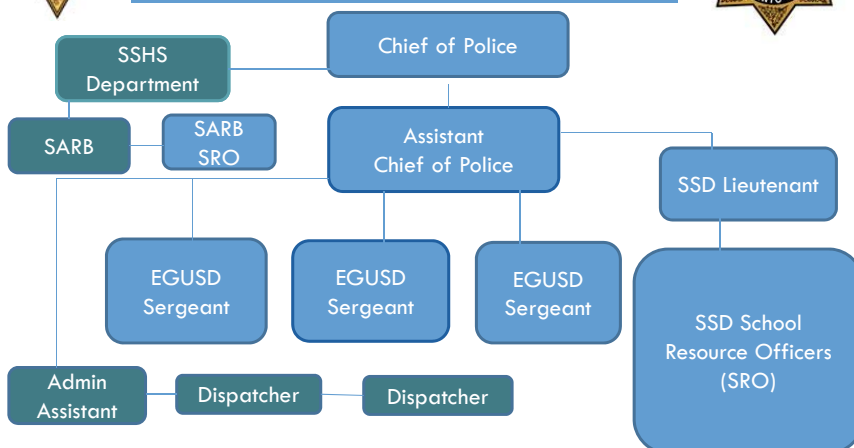 Chief of Police
SSHS
Department
SARB
SARB
SRO
Assistant
Chief of Police
SSD Lieutenant
EGUSD
Sergeant
EGUSD
Sergeant
EGUSD
Sergeant
SSD School
Resource Officers
(SRO)
Admin
Assistant
Dispatcher
Dispatcher